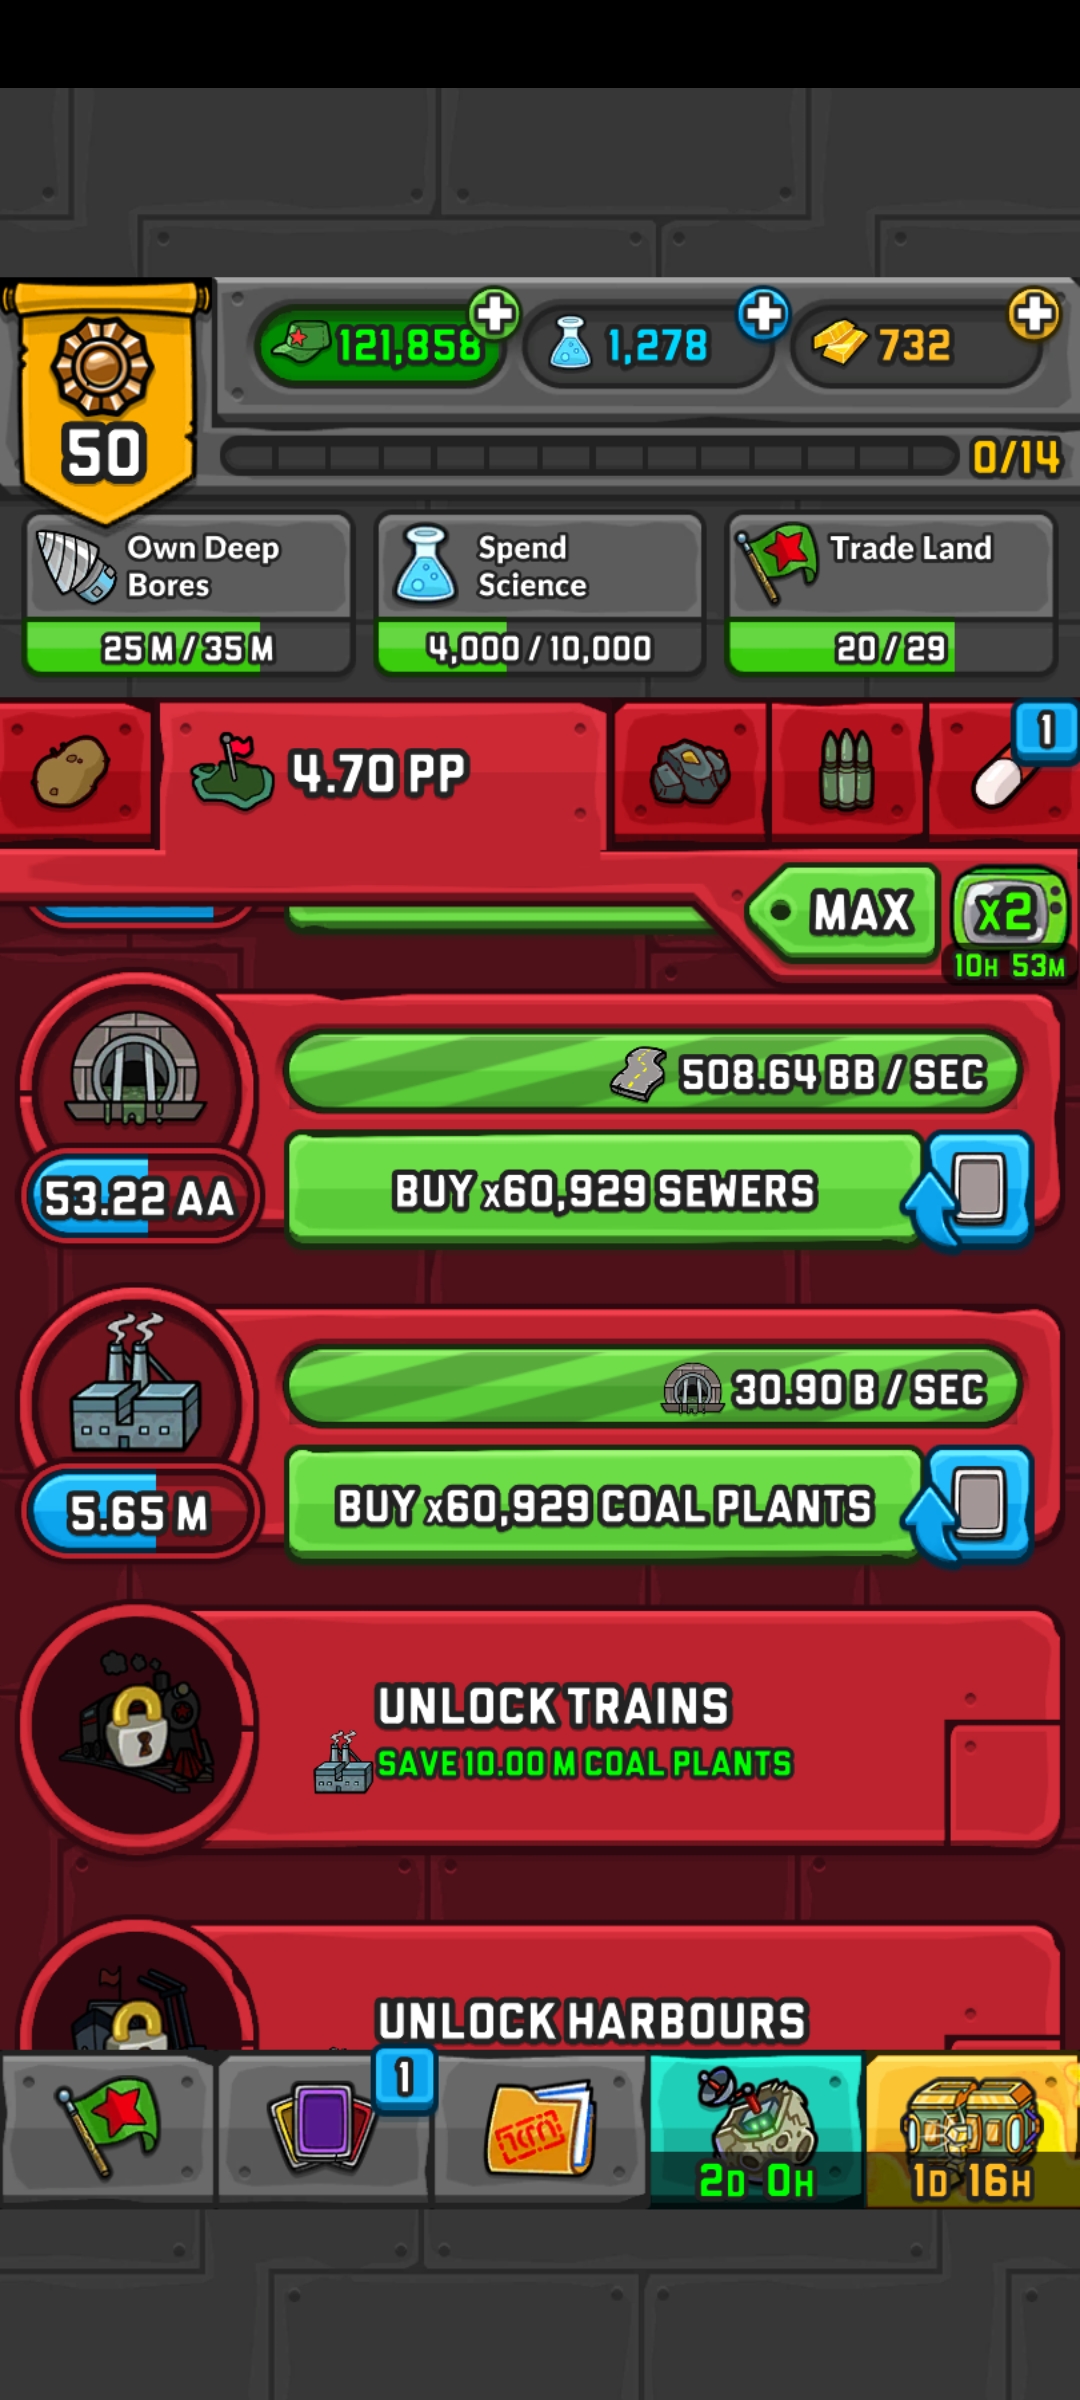 121,858
1,278
732
50
0/14
Own Deep
Bores
25 M / 35 M
Spend
Science
4,000 / 10,000
Trade Land
20 / 29
4.70 PP
1
MAX
x2
10H 53M
508.64 BB / SEC
53.22 AA
BUY x60,929 SEWERS
30.90 B / SEC
5.65 M
BUY x60,929 COAL PLANTS
UNLOCK TRAINS
SAVE 10.00 M COAL PLANTS
UNLOCK HARBOURS
1
2D 0H
1D 16H